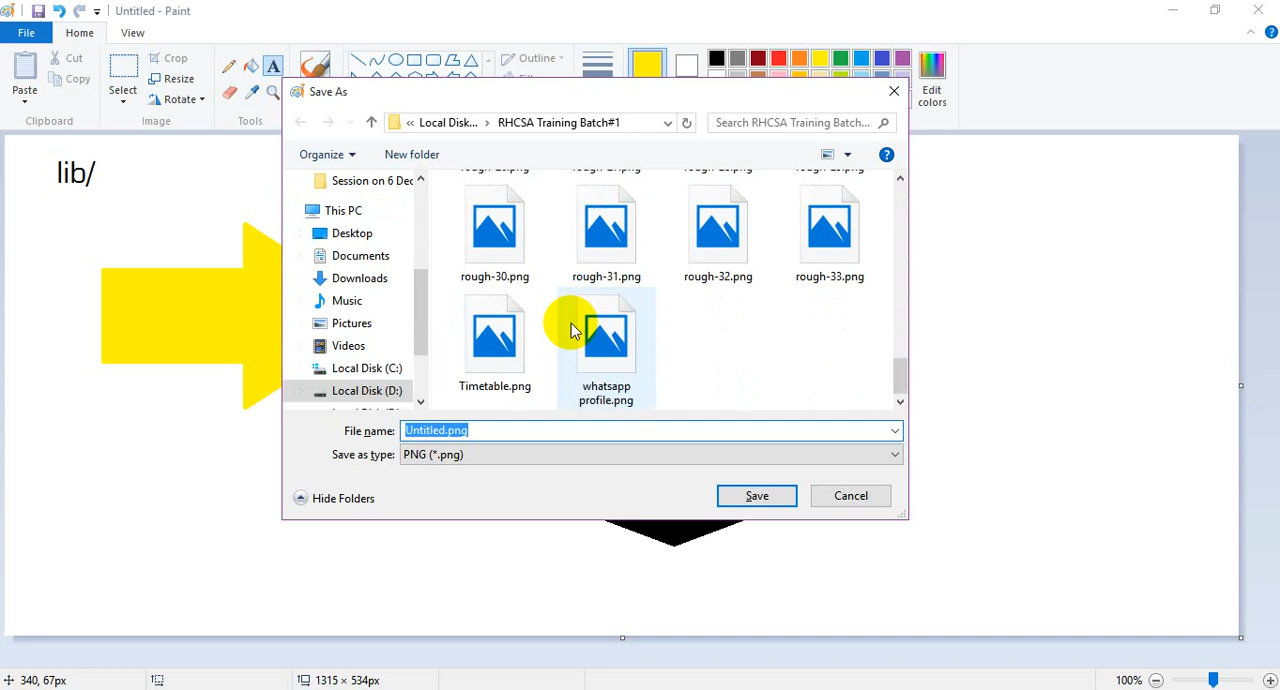 Untitled - Paint
File
Home
View
Paste
Cut
Copy
Clipboard
Select
Crop
Resize
Rotate
Image
A
Tools
Outline
Edit
colors
lib/
Save As
« Local Disk... › RHCSA Training Batch#1
Search RHCSA Training Batch...
Organize
New folder
Session on 6 Dec
This PC
Desktop
Documents
Downloads
Music
Pictures
Videos
Local Disk (C:)
Local Disk (D:)
rough-30.png
rough-31.png
rough-32.png
rough-33.png
Timetable.png
whatsapp
profile.png
File name: Untitled.png
Save as type: PNG (*.png)
Hide Folders
Save
Cancel
340, 67px
1315 × 534px
100%